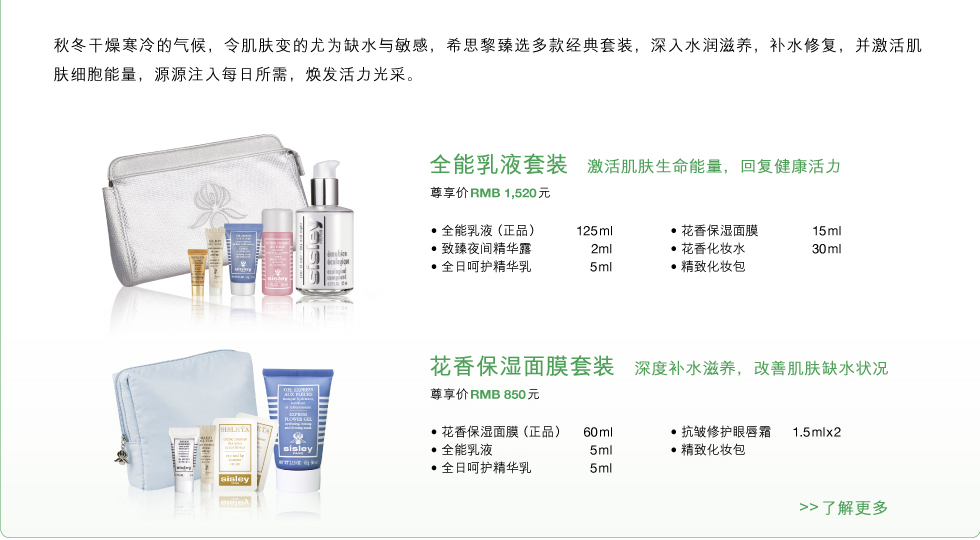 秋冬干燥寒冷的气候，令肌肤变的尤为缺水与敏感，希思黎臻选多款经典套装，深入水润滋养，补水修复，并激活肌
肤细胞能量，源源注入每日所需，焕发活力光采。
全能乳液套装 激活肌肤生命能量，回复健康活力
尊享价RMB 1,520元
• 全能乳液（正品） 125ml • 花香保湿面膜 15ml
• 致臻夜间精华露 2ml • 花香化妆水 30ml
• 全日呵护精华乳 5ml • 精致化妆包
sisley
花香保湿面膜套装 深度补水滋养，改善肌肤缺水状况
尊享价RMB 850元
• 花香保湿面膜（正品） 60ml • 抗皱修护眼唇霜 1.5mlx2
• 全能乳液 5ml • 精致化妆包
• 全日呵护精华乳 5ml
EXPRESS
FLOWER GEL
sisley
SISLEYA
sisley
sisley
>>了解更多